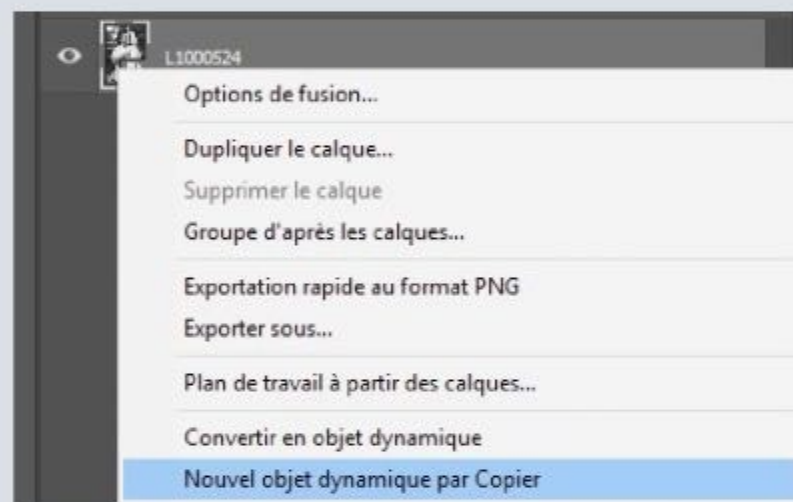 L1000524
Options de fusion...
Dupliquer le calque...
Supprimer le calque
Groupe d'après les calques...
Exportation rapide au format PNG
Exporter sous...
Plan de travail à partir des calques...
Convertir en objet dynamique
Nouvel objet dynamique par Copier